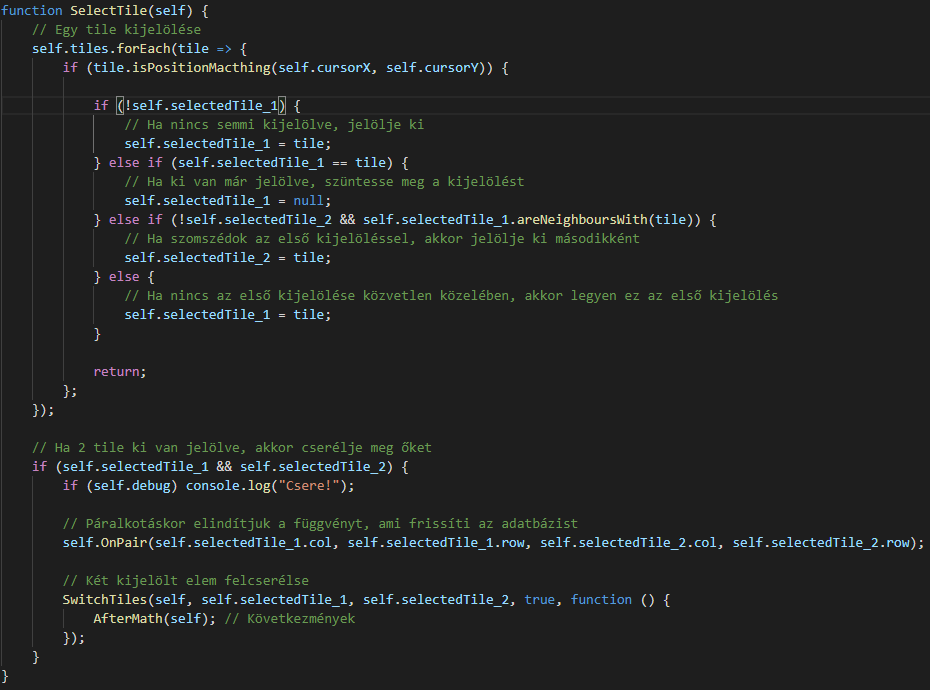 function SelectTile(self) {
// Egy tile kijelölése
self.tiles.forEach(tile => {
if (tile.isPositionMacthing(self.cursorX, self.cursorY)) {
if (!self.selectedTile_1) {
// Ha nincs semmi kijelölve, jelölje ki
self.selectedTile_1 = tile;
} else if (self.selectedTile_1 == tile) {
// Ha ki van már jelölve, szüntesse meg a kijelölést
self.selectedTile_1 = null;
} else if (!self.selectedTile_2 && self.selectedTile_1.areNeighboursWith(tile)) {
// Ha szomszédok az első kijelöléssel, akkor jelölje ki másodikként
self.selectedTile_2 = tile;
} else {
// Ha nincs az első kijelölése közvetlen közelében, akkor legyen ez az első kijelölés
self.selectedTile_1 = tile;
}
return;
};
});
// Ha 2 tile ki van jelölve, akkor cserélje meg őket
if (self.selectedTile_1 && self.selectedTile_2) {
if (self.debug) console.log("Csere!");
// Páralkotáskor elindítjuk a függvényt, ami frissíti az adatbázist
self.OnPair(self.selectedTile_1.col, self.selectedTile_1.row, self.selectedTile_2.col, self.selectedTile_2.row);
// Két kijelölt elem felcserélse
SwitchTiles(self, self.selectedTile_1, self.selectedTile_2, true, function () {
AfterMath(self); // Következmények
});
}
}